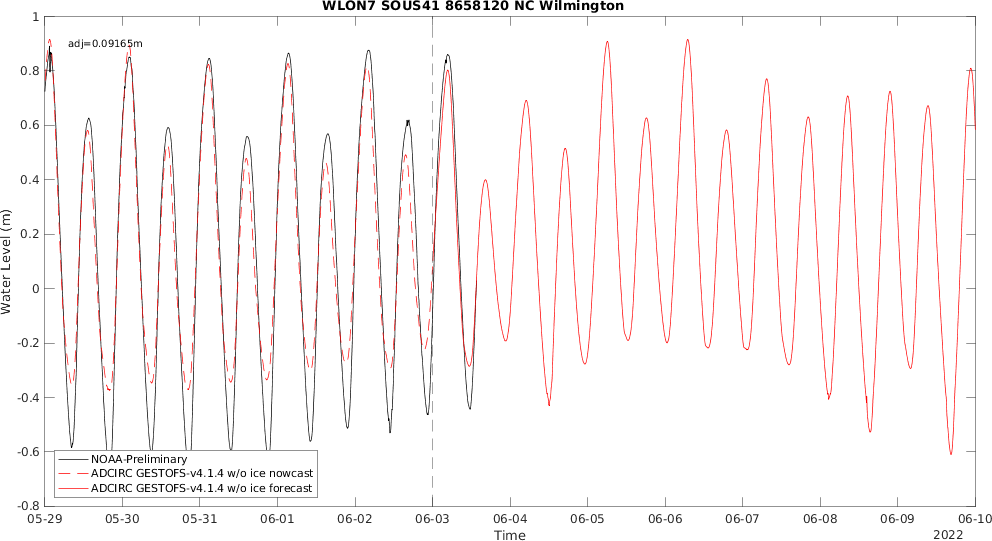 WLON7 SOUS41 8658120 NC Wilmington
adj=0.09165m
1
0.8
0.6
0.4
0.2
0
-0.2
-0.4
-0.6
-0.8
Water Level (m)
NOAA-Preliminary
ADCIRC GESTOFS-v4.1.4 w/o ice nowcast
ADCIRC GESTOFS-v4.1.4 w/o ice forecast
05-29 05-30 05-31 06-01 06-02 06-03 06-04 06-05 06-06 06-07 06-08 06-09 06-10
Time
2022